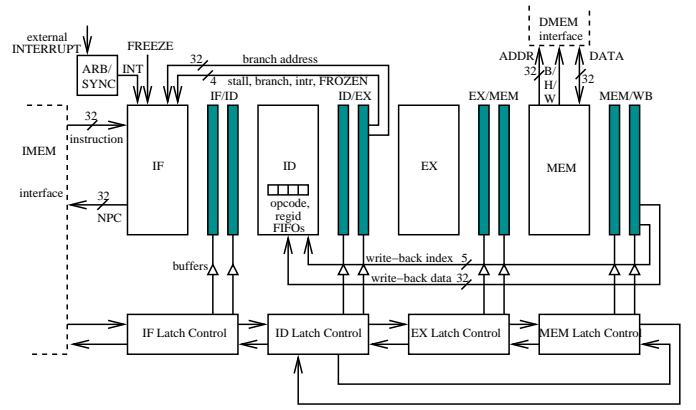 external
INTERRUPT
FREEZE
ARB/
SYNC
INT
32
branch address
4
stall, branch, intr, FROZEN
DMEM
interface
ADDR
DATA
32
B/
H/
W
32
IF/ID
ID/EX
EX/MEM
MEM/WB
IMEM
interface
32
instruction
32
NPC
IF
ID
opcode,
regid
FIFOs
EX
MEM
buffers
write-back index 5
write-back data 32
IF Latch Control
ID Latch Control
EX Latch Control
MEM Latch Control